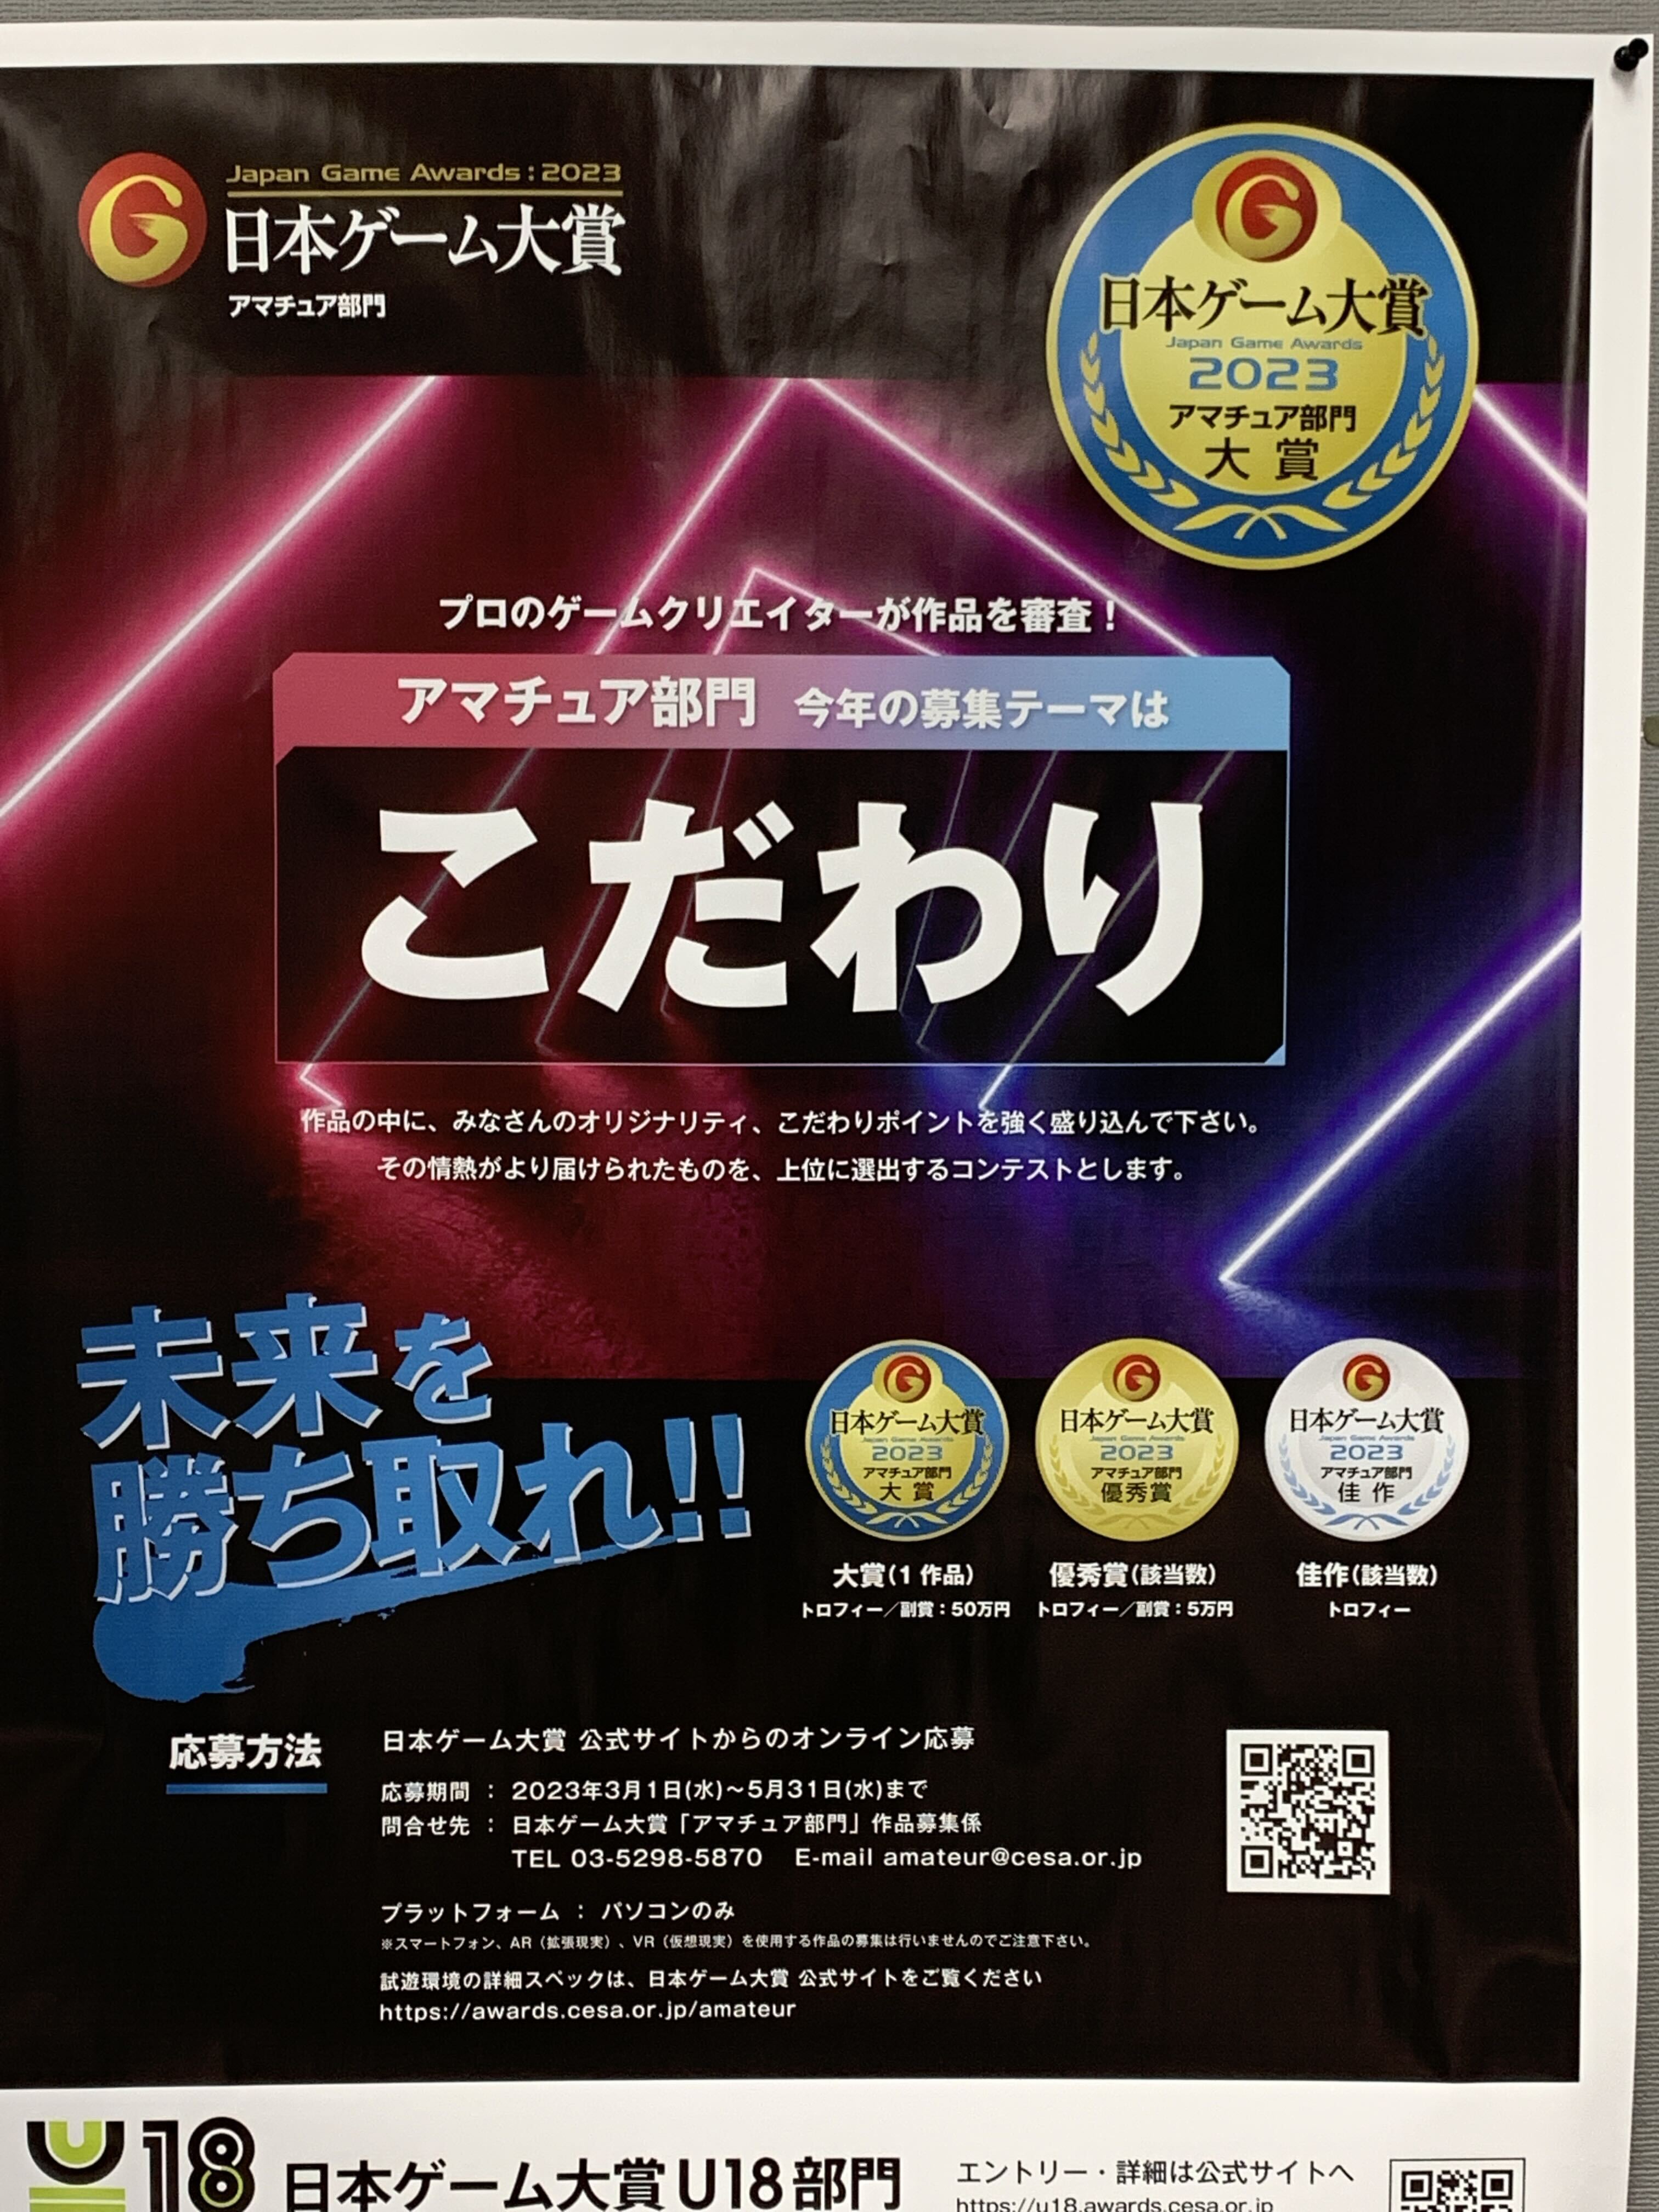 Japan Game Awards : 2023
日本ゲーム大賞
アマチュア部門
日本ゲーム大賞
Japan Game Awards
2023
アマチュア部門
大賞
プロのゲームクリエイターが作品を審査！
アマチュア部門 今年の募集テーマは
こだわり
作品の中に、みなさんのオリジナリティ、こだわりポイントを強く盛り込んで下さい。
その情熱がより届けられたものを、上位に選出するコンテストとします。
未来を
勝ち取れ!!
日本ゲーム大賞
Japan Game Awards
2023
アマチュア部門
大賞
大賞（1 作品）
トロフィー／副賞：50万円
日本ゲーム大賞
Japan Game Awards
2023
アマチュア部門
優秀賞
優秀賞（該当数）
トロフィー／副賞：5万円
日本ゲーム大賞
Japan Game Awards
2023
アマチュア部門
佳作
佳作（該当数）
トロフィー
応募方法
日本ゲーム大賞 公式サイトからのオンライン応募
応募期間 ： 2023年3月1日(水)～5月31日(水)まで
問合せ先 ： 日本ゲーム大賞「アマチュア部門」作品募集係
TEL 03-5298-5870 E-mail amateur@cesa.or.jp
プラットフォーム ： パソコンのみ
※スマートフォン、AR（拡張現実）、VR（仮想現実）を使用する作品の募集は行いませんのでご注意下さい。
試遊環境の詳細スペックは、日本ゲーム大賞 公式サイトをご覧ください
https://awards.cesa.or.jp/amateur
U18
日本ゲーム大賞U18部門
エントリー・詳細は公式サイトへ
https://u18.awards.cesa.or.jp